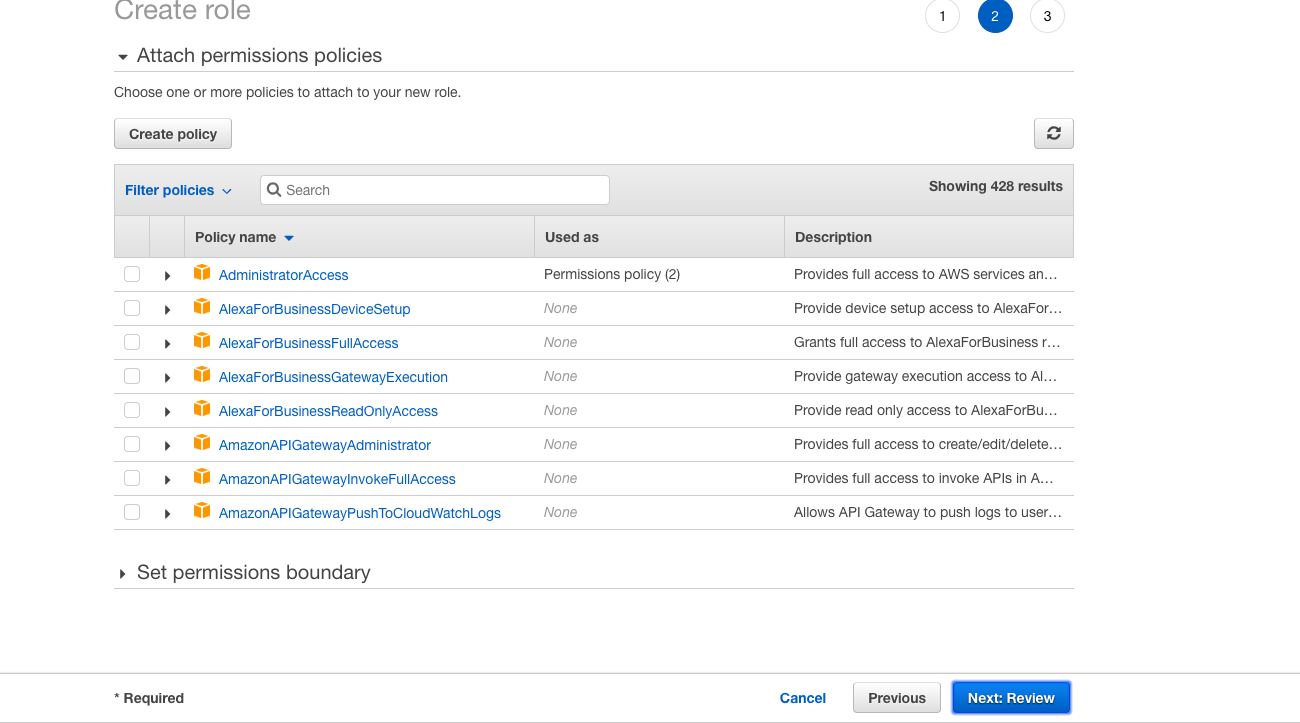 Create role
1 2 3
Attach permissions policies
Choose one or more policies to attach to your new role.
Create policy
Filter policies Search Showing 428 results
Policy name Used as Description
AdministratorAccess Permissions policy (2) Provides full access to AWS services an...
AlexaForBusinessDeviceSetup None Provide device setup access to AlexaFor...
AlexaForBusinessFullAccess None Grants full access to AlexaForBusiness r...
AlexaForBusinessGatewayExecution None Provide gateway execution access to Al...
AlexaForBusinessReadOnlyAccess None Provide read only access to AlexaForBu...
AmazonAPIGatewayAdministrator None Provides full access to create/edit/delete...
AmazonAPIGatewayInvokeFullAccess None Provides full access to invoke APIs in A...
AmazonAPIGatewayPushToCloudWatchLogs None Allows API Gateway to push logs to user...
Set permissions boundary
* Required Cancel Previous Next: Review